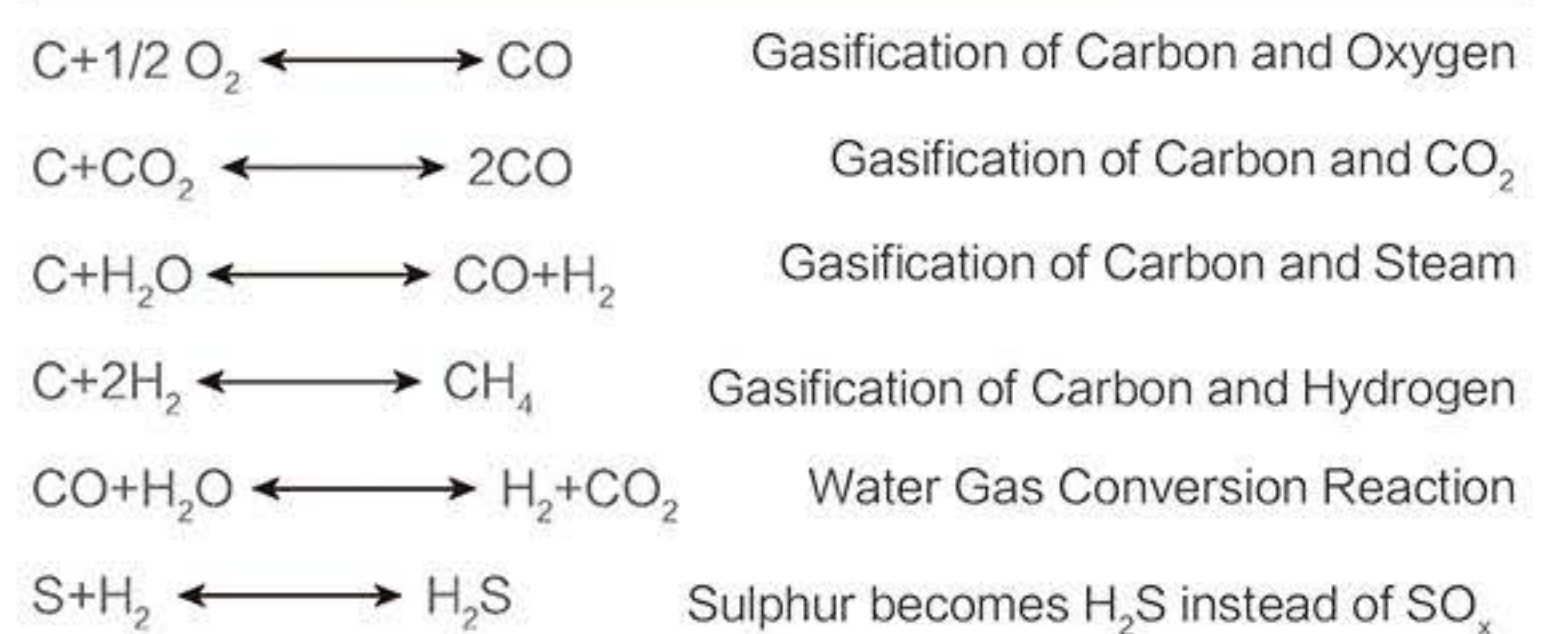 C+1/2 O₂ ⟷ CO Gasification of Carbon and Oxygen
C+CO₂ ⟷ 2CO Gasification of Carbon and CO₂
C+H₂O ⟷ CO+H₂ Gasification of Carbon and Steam
C+2H₂ ⟷ CH₄ Gasification of Carbon and Hydrogen
CO+H₂O ⟷ H₂+CO₂ Water Gas Conversion Reaction
S+H₂ ⟷ H₂S Sulphur becomes H₂S instead of SOₓ